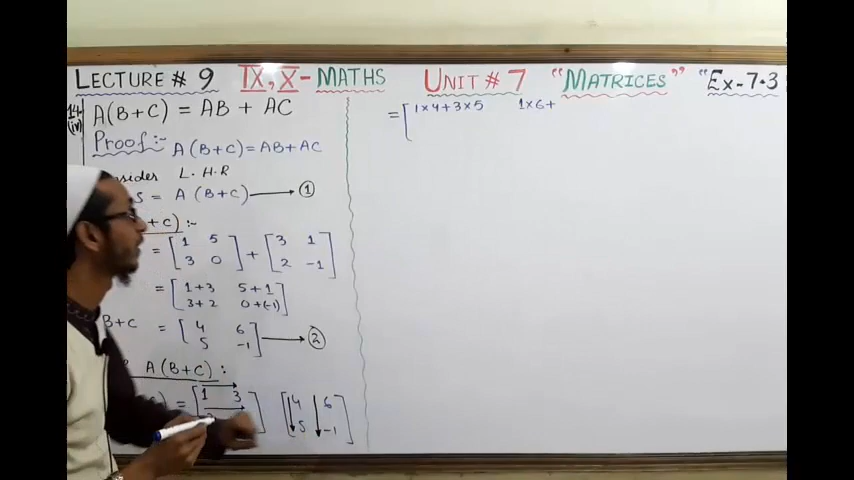 LECTURE # 9 IX, X - MATHS UNIT # 7 "MATRICES" "Ex - 7.3
14 (iv) A(B+C) = AB + AC
Proof:- A(B+C) = AB + AC
L.H.R
S = A(B+C) → ①
+C) :-
= [1 5
3 0] + [3 1
2 -1]
= [1+3 5+1
3+2 0+(-1)]
B+C = [4 6
5 -1] → ②
A(B+C) :
= [1 3
] [4 6
5 -1]
= [1×4+3×5 1×6+